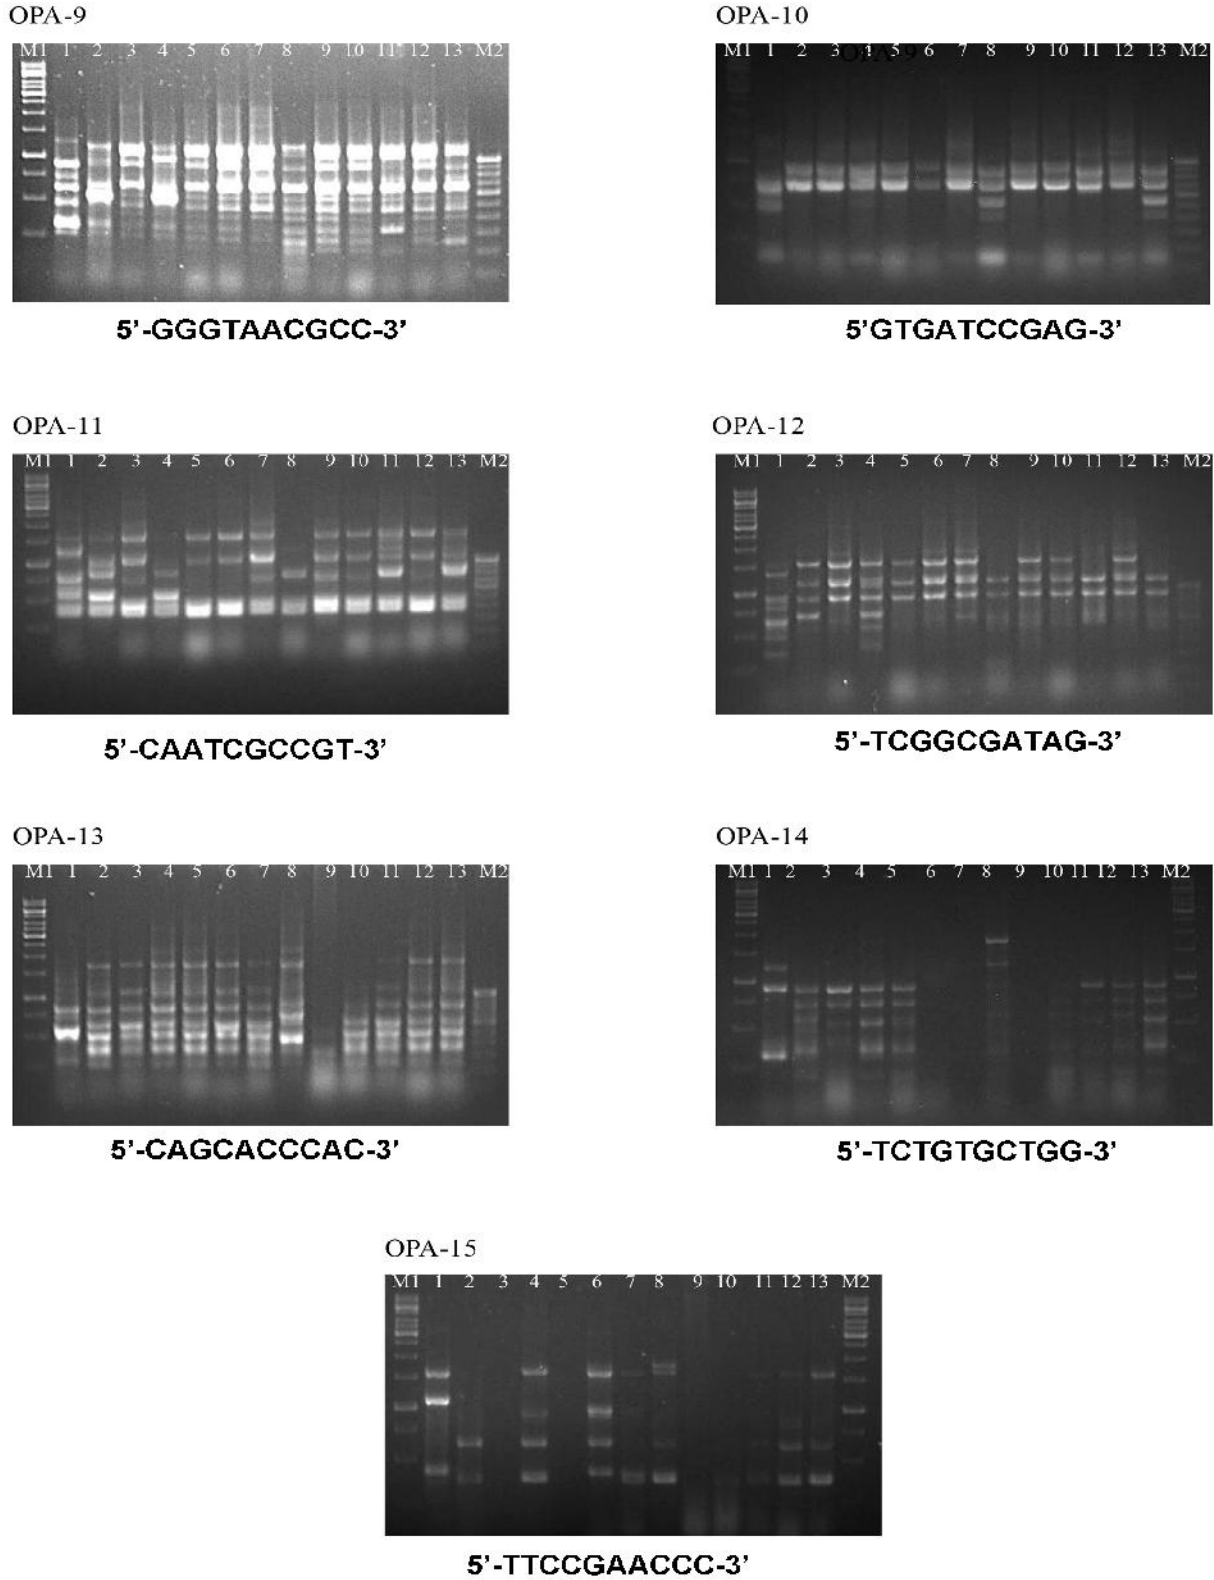 OPA-9
M1 1 2 3 4 5 6 7 8 9 10 11 12 13 M2
5’-GGGTAACGCC-3’
OPA-10
M1 1 2 3 4 5 6 7 8 9 10 11 12 13 M2
OPA-9
5’GTGATCCGAG-3’
OPA-11
M1 1 2 3 4 5 6 7 8 9 10 11 12 13 M2
5’-CAATCGCCGT-3’
OPA-12
M1 1 2 3 4 5 6 7 8 9 10 11 12 13 M2
5’-TCGGCGATAG-3’
OPA-13
M1 1 2 3 4 5 6 7 8 9 10 11 12 13 M2
5’-CAGCACCCAC-3’
OPA-14
M1 1 2 3 4 5 6 7 8 9 10 11 12 13 M2
5’-TCTGTGCTGG-3’
OPA-15
M1 1 2 3 4 5 6 7 8 9 10 11 12 13 M2
5’-TTCCGAACCC-3’